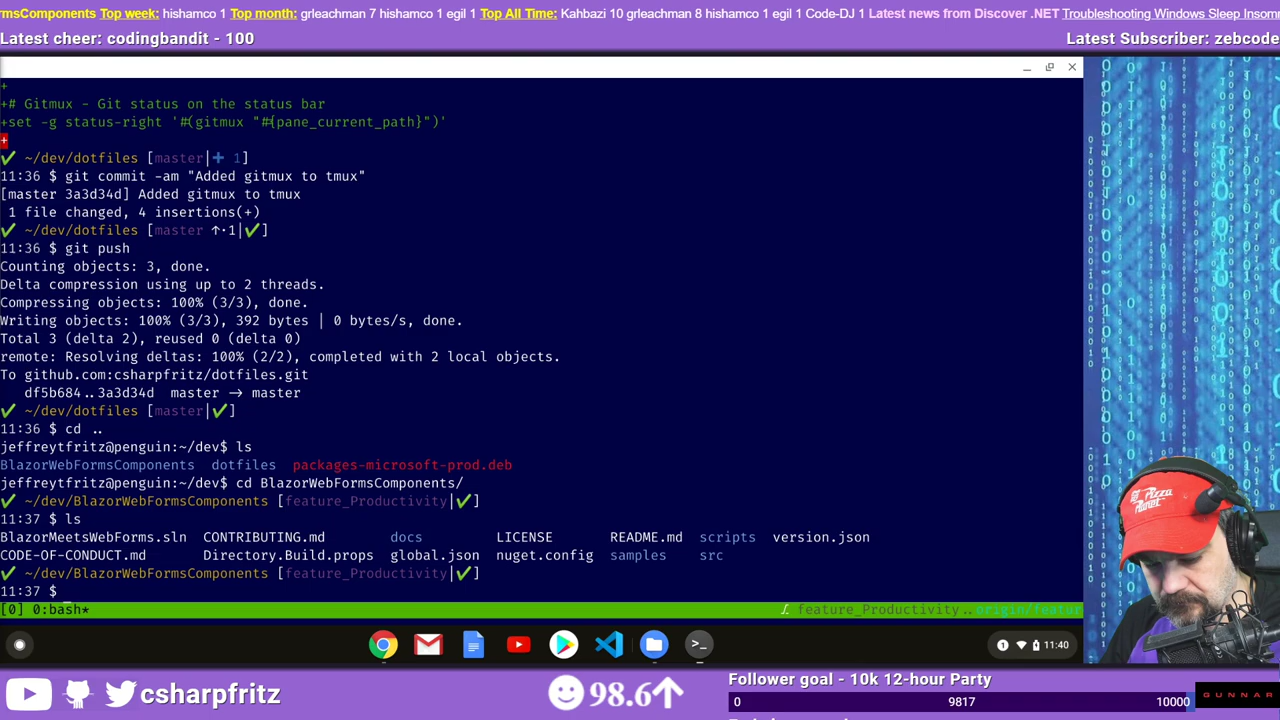 rmsComponents Top week: hishamco 1 Top month: grleachman 7 hishamco 1 egil 1 Top All Time: Kahbazi 10 grleachman 8 hishamco 1 egil 1 Code-DJ 1 Latest news from Discover .NET Troubleshooting Windows Sleep Insom
Latest cheer: codingbandit - 100
Latest Subscriber: zebcode
+
+# Gitmux - Git status on the status bar
+set -g status-right '#(gitmux "#{pane_current_path}")'
+
✔ ~/dev/dotfiles [master|✚ 1]
11:36 $ git commit -am "Added gitmux to tmux"
[master 3a3d34d] Added gitmux to tmux
1 file changed, 4 insertions(+)
✔ ~/dev/dotfiles [master ↑·1|✔]
11:36 $ git push
Counting objects: 3, done.
Delta compression using up to 2 threads.
Compressing objects: 100% (3/3), done.
Writing objects: 100% (3/3), 392 bytes | 0 bytes/s, done.
Total 3 (delta 2), reused 0 (delta 0)
remote: Resolving deltas: 100% (2/2), completed with 2 local objects.
To github.com:csharpfritz/dotfiles.git
df5b684..3a3d34d master -> master
✔ ~/dev/dotfiles [master|✔]
11:36 $ cd ..
jeffreytfritz@penguin:~/dev$ ls
BlazorWebFormsComponents dotfiles packages-microsoft-prod.deb
jeffreytfritz@penguin:~/dev$ cd BlazorWebFormsComponents/
✔ ~/dev/BlazorWebFormsComponents [feature_Productivity|✔]
11:37 $ ls
BlazorMeetsWebForms.sln CONTRIBUTING.md docs LICENSE README.md scripts version.json
CODE-OF-CONDUCT.md Directory.Build.props global.json nuget.config samples src
✔ ~/dev/BlazorWebFormsComponents [feature_Productivity|✔]
11:37 $
[0] 0:bash*
feature_Productivity..origin/featur
1 11:40
PIZZA PLANET
csharpfritz
98.6↑
Follower goal - 10k 12-hour Party
0 9817 10000
GUNNAR